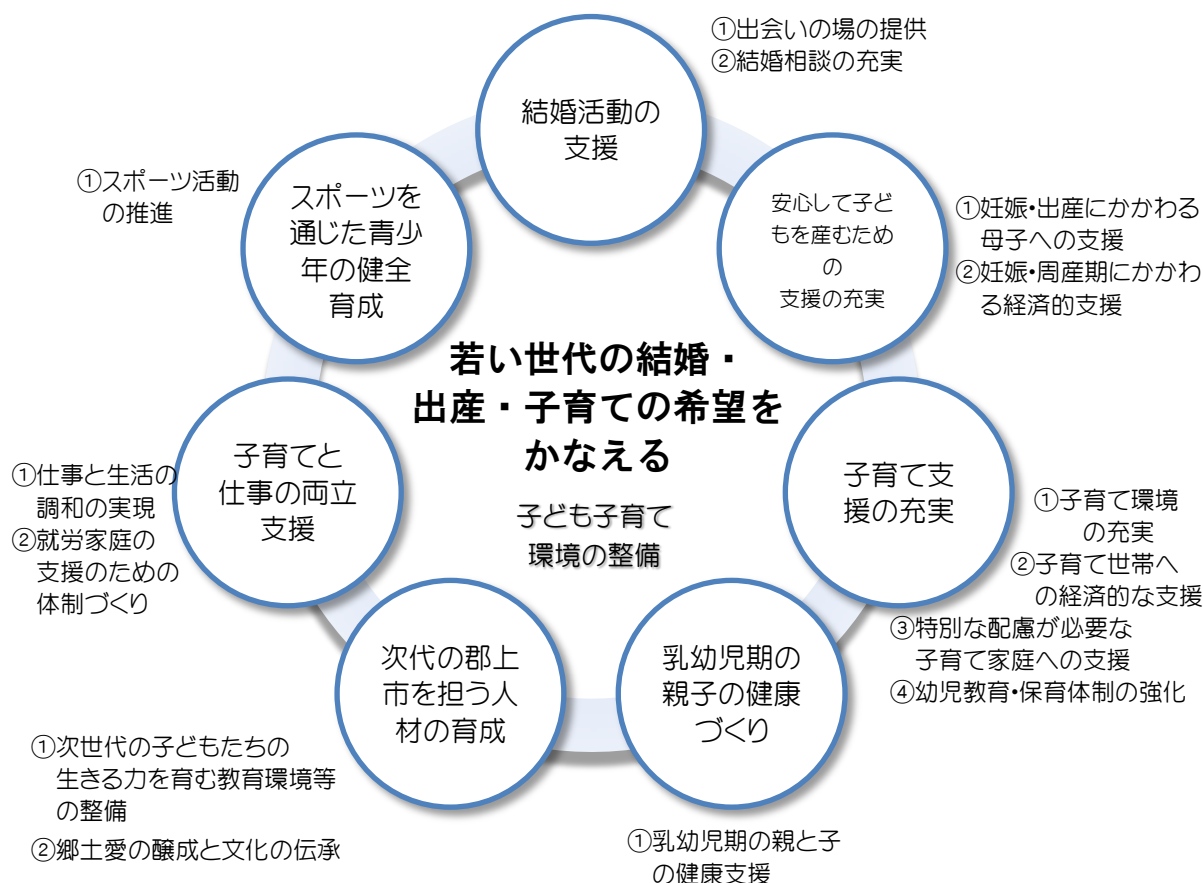 ①出会いの場の提供
②結婚相談の充実
結婚活動の
支援
①スポーツ活動
の推進
スポーツを
通じた青少
年の健全
育成
安心して子ど
もを産むため
の
支援の充実
①妊娠・出産にかかわる
母子への支援
②妊娠・周産期にかかわ
る経済的支援
若い世代の結婚・
出産・子育ての希望を
かなえる
子ども子育て
環境の整備
子育てと
仕事の両立
支援
①仕事と生活の
調和の実現
②就労家庭の
支援のための
体制づくり
子育て支
援の充実
①子育て環境
の充実
②子育て世帯へ
の経済的な支援
③特別な配慮が必要な
子育て家庭への支援
④幼児教育・保育体制の強化
次代の郡上
市を担う人
材の育成
乳幼児期の
親子の健康
づくり
①次世代の子どもたちの
生きる力を育む教育環境等
の整備
②郷土愛の醸成と文化の伝承
①乳幼児期の親と子
の健康支援